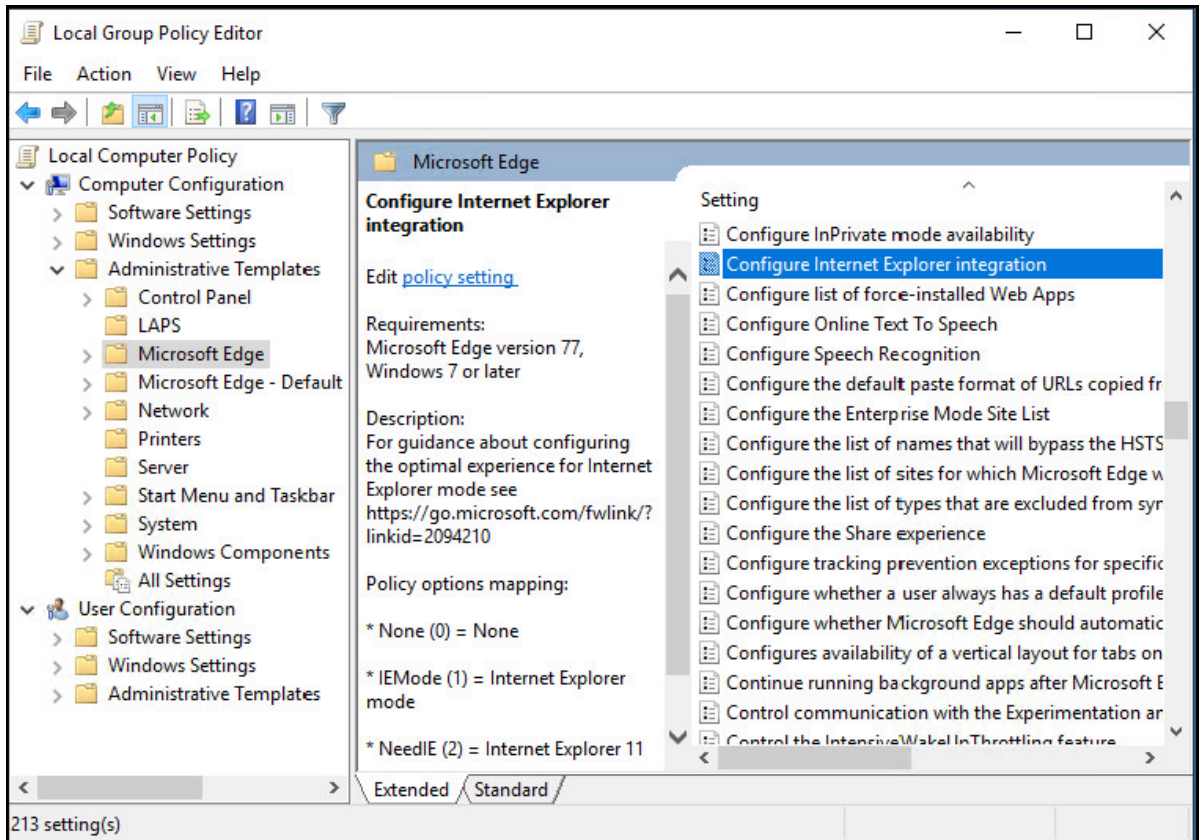 Local Group Policy Editor
File Action View Help
Local Computer Policy
Computer Configuration
Software Settings
Windows Settings
Administrative Templates
Control Panel
LAPS
Microsoft Edge
Microsoft Edge - Default
Network
Printers
Server
Start Menu and Taskbar
System
Windows Components
All Settings
User Configuration
Software Settings
Windows Settings
Administrative Templates
Microsoft Edge
Configure Internet Explorer
integration
Edit policy setting
Requirements:
Microsoft Edge version 77,
Windows 7 or later
Description:
For guidance about configuring
the optimal experience for Internet
Explorer mode see
https://go.microsoft.com/fwlink/?
linkid=2094210
Policy options mapping:
* None (0) = None
* IEMode (1) = Internet Explorer
mode
* NeedIE (2) = Internet Explorer 11
Setting
Configure InPrivate mode availability
Configure Internet Explorer integration
Configure list of force-installed Web Apps
Configure Online Text To Speech
Configure Speech Recognition
Configure the default paste format of URLs copied fr
Configure the Enterprise Mode Site List
Configure the list of names that will bypass the HSTS
Configure the list of sites for which Microsoft Edge w
Configure the list of types that are excluded from syn
Configure the Share experience
Configure tracking prevention exceptions for specific
Configure whether a user always has a default profile
Configure whether Microsoft Edge should automatic
Configures availability of a vertical layout for tabs on
Continue running background apps after Microsoft E
Control communication with the Experimentation an
Control the IntensiveWakeUpThrottling feature
Extended Standard
213 setting(s)